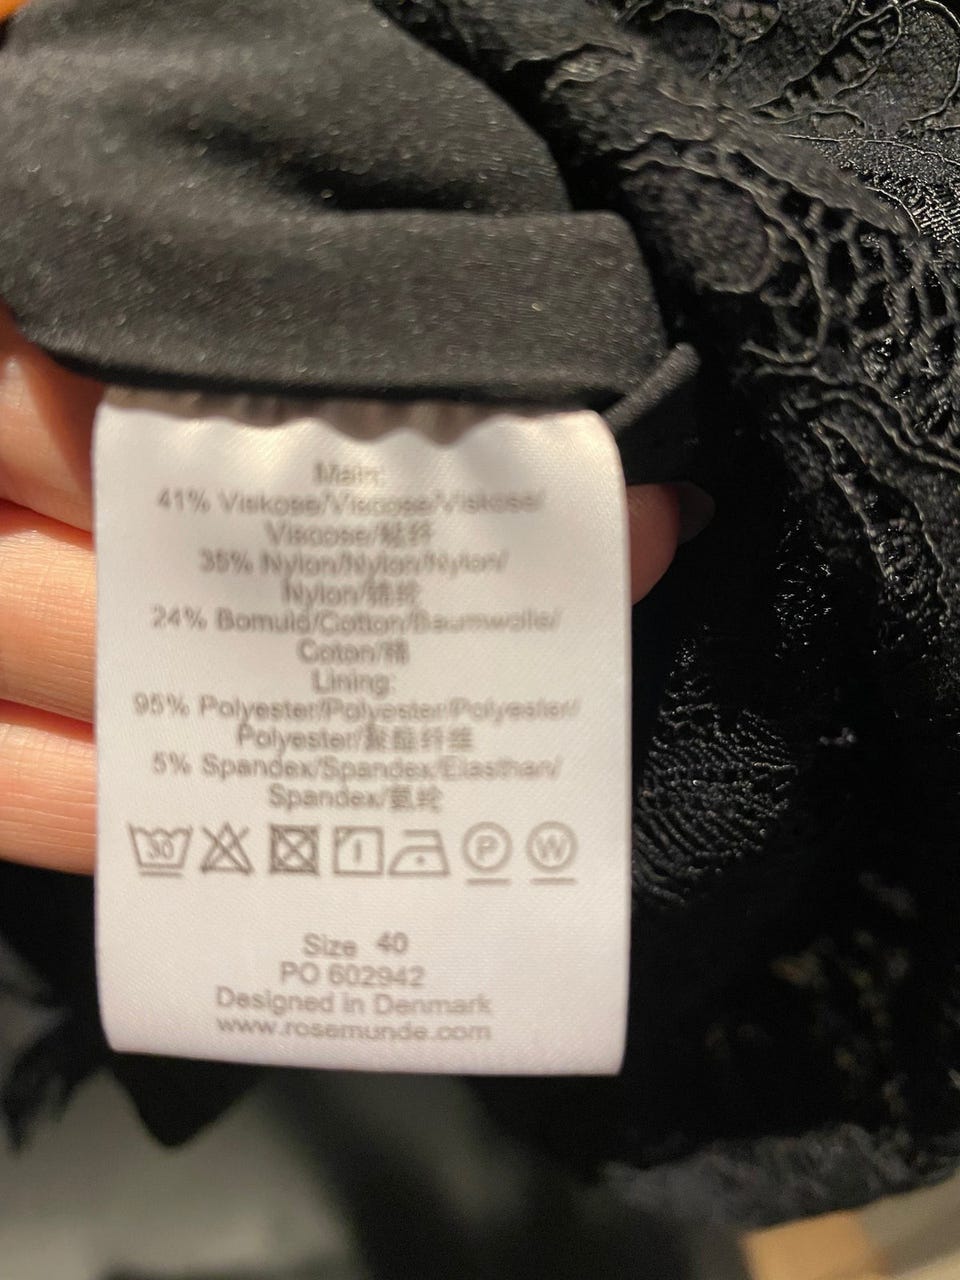 Main:
41% Viskose/Viscose/Viskose/
Viscose/粘纤
35% Nylon/Nylon/Nylon/
Nylon/锦纶
24% Bomuld/Cotton/Baumwolle/
Coton/棉
Lining:
95% Polyester/Polyester/Polyester/
Polyester/聚酯纤维
5% Spandex/Spandex/Elasthan/
Spandex/氨纶
30 P W
Size 40
PO 602942
Designed in Denmark
www.rosemunde.com